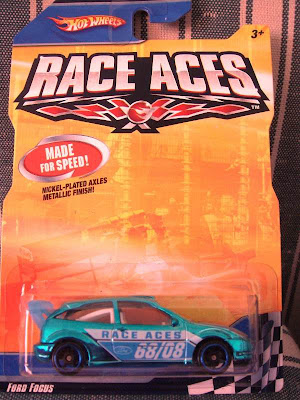 Hot Wheels
3+
RACE ACES
TM
MADE
FOR SPEED!
NICKEL-PLATED AXLES
METALLIC FINISH!
RACE ACES
68/08
FORD FOCUS